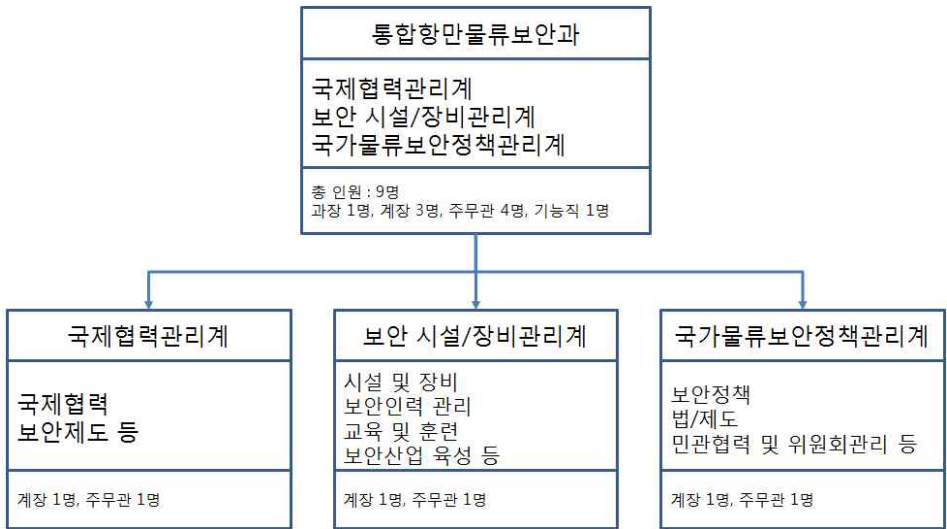 통합항만물류보안과
국제협력관리계
보안 시설/장비관리계
국가물류보안정책관리계
총 인원 : 9명
과장 1명, 계장 3명, 주무관 4명, 기능직 1명
국제협력관리계
국제협력
보안제도 등
계장 1명, 주무관 1명
보안 시설/장비관리계
시설 및 장비
보안인력 관리
교육 및 훈련
보안산업 육성 등
계장 1명, 주무관 1명
국가물류보안정책관리계
보안정책
법/제도
민관협력 및 위원회관리 등
계장 1명, 주무관 1명